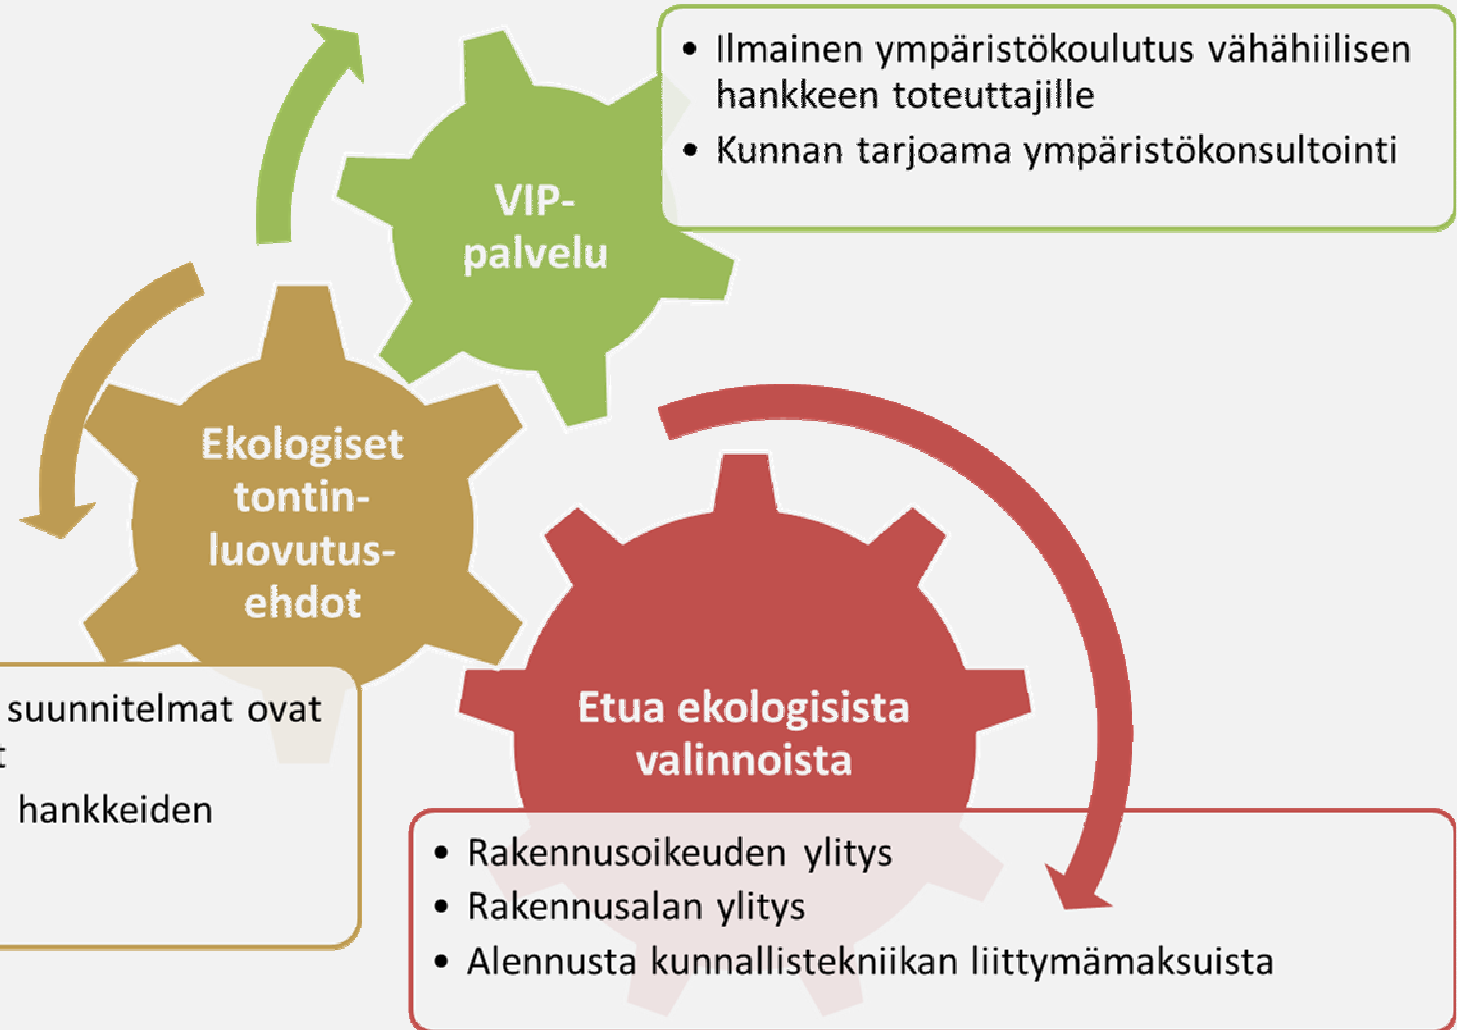 • Ilmainen ympäristökoulutus vähähiilisen
hankkeen toteuttajille
• Kunnan tarjoama ympäristökonsultointi
VIP-
palvelu
Ekologiset
tontin-
luovutus-
ehdot
suunnitelmat ovat
t
hankkeiden
Etua ekologisista
valinnoista
• Rakennusoikeuden ylitys
• Rakennusalan ylitys
• Alennusta kunnallistekniikan liittymämaksuista